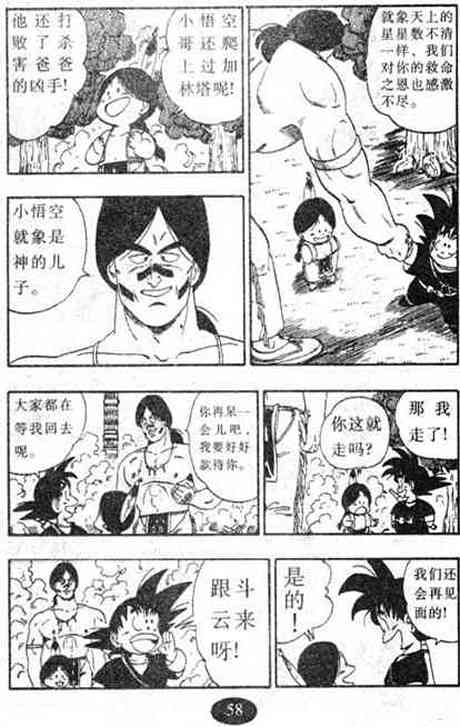 就象天上的
星星数不清
一样，我们
对你的救命
之恩也感激
不尽。
小悟空
哥还爬
上过加
林塔呢！
他还打
败了杀
害爸爸
的凶手！
小悟空
就象是
神的儿
子。
那我
走了！
你这就
走吗？
你再呆一
会儿吧，
我要好好
款待你。
大家都在
等我回去
呢。
我们还
会再见
面的！
是
的！
跟斗
云来
呀！
58